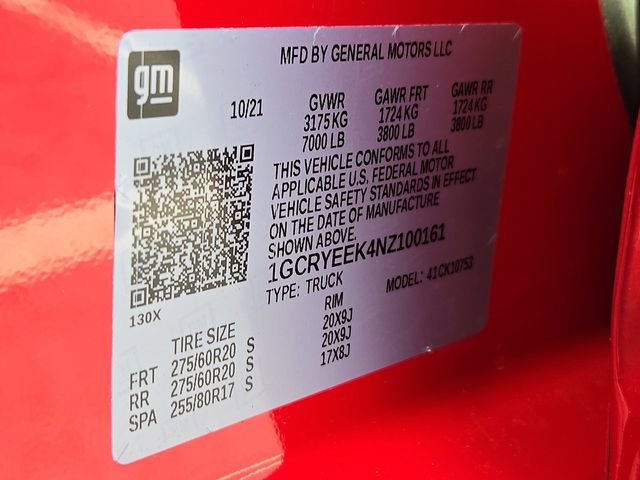 gm
MFD BY GENERAL MOTORS LLC
10/21 GVWR GAWR FRT GAWR RR
3175 KG 1724 KG 1724 KG
7000 LB 3800 LB 3800 LB
THIS VEHICLE CONFORMS TO ALL
APPLICABLE U.S. FEDERAL MOTOR
VEHICLE SAFETY STANDARDS IN EFFECT
ON THE DATE OF MANUFACTURE
SHOWN ABOVE.
1GCRYEEK4NZ100161
TYPE: TRUCK MODEL: 41CK10753
130X
TIRE SIZE RIM
FRT 275/60R20 S 20X9J
RR 275/60R20 S 20X9J
SPA 255/80R17 S 17X8J